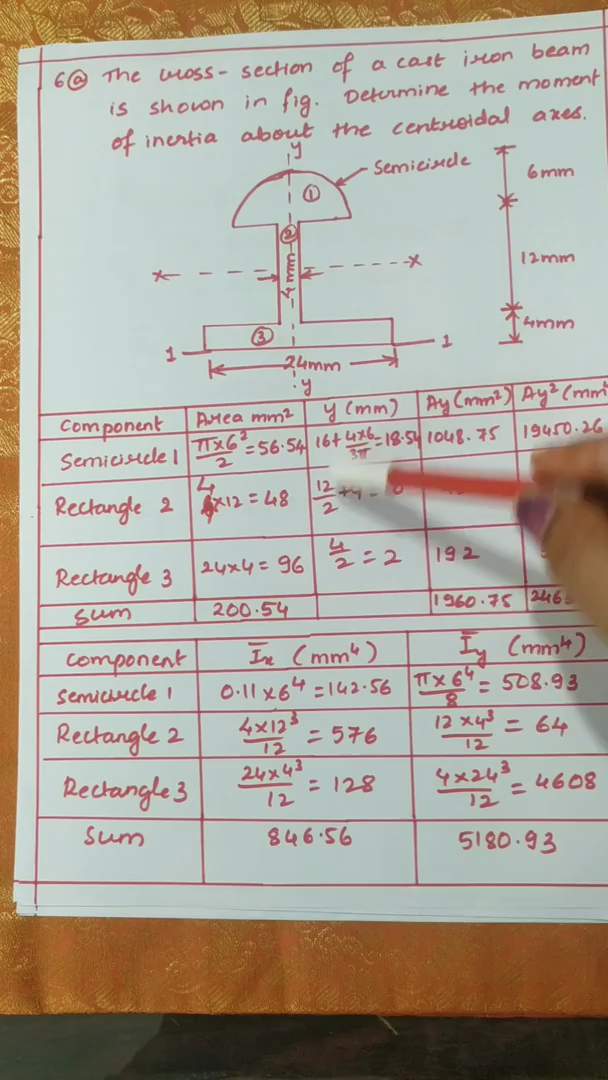 6 a) The cross-section of a cast iron beam
is shown in fig. Determine the moment
of inertia about the centroidal axes.
y
Semicircle
①
6mm
②
x x
4 mm
12mm
③
4mm
1 1
24mm
y
Component Area mm² y (mm) Ay (mm²) Ay² (mm
Semicircle 1 π×6²/2 = 56.54 16+4×6/3π = 18.54 1048.75 19450.26
Rectangle 2 4×12 = 48 12/2
Rectangle 3 24×4 = 96 4/2 = 2 192
Sum 200.54 1960.75
Component I̅x (mm⁴) I̅y (mm⁴)
Semicircle 1 0.11×6⁴ = 142.56 π×6⁴/8 = 508.93
Rectangle 2 4×12³/12 = 576 12×4³/12 = 64
Rectangle 3 24×4³/12 = 128 4×24³/12 = 4608
Sum 846.56 5180.93